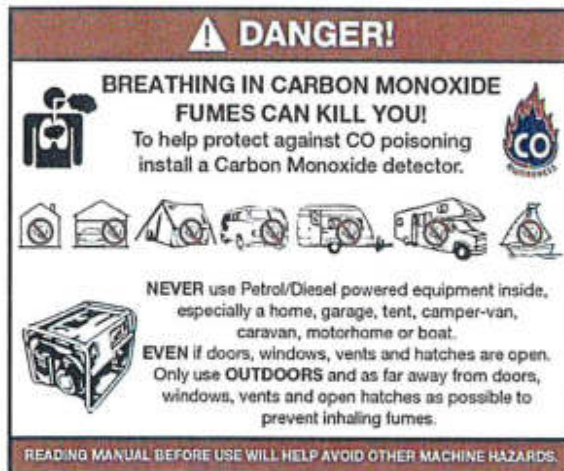 DANGER!
BREATHING IN CARBON MONOXIDE
FUMES CAN KILL YOU!
To help protect against CO poisoning
install a Carbon Monoxide detector.
CO
NEVER use Petrol/Diesel powered equipment inside,
especially a home, garage, tent, camper-van,
caravan, motorhome or boat.
EVEN if doors, windows, vents and hatches are open.
Only use OUTDOORS and as far away from doors,
windows, vents and open hatches as possible to
prevent inhaling fumes.
READING MANUAL BEFORE USE WILL HELP AVOID OTHER MACHINE HAZARDS.